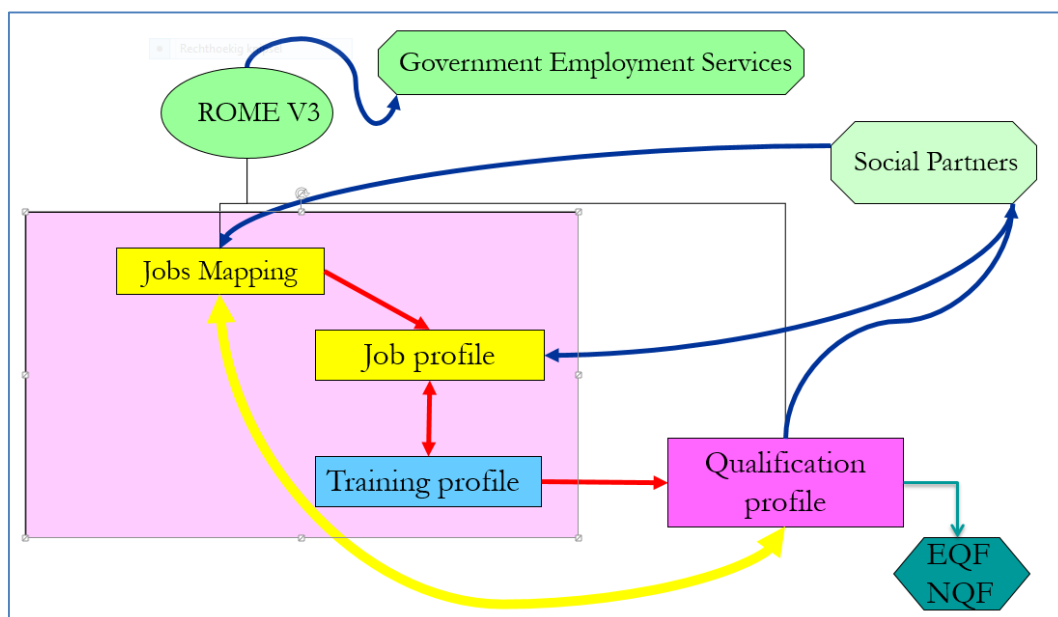 Government Employment Services
ROME V3
Social Partners
Jobs Mapping
Job profile
Training profile
Qualification
profile
EQF
NQF